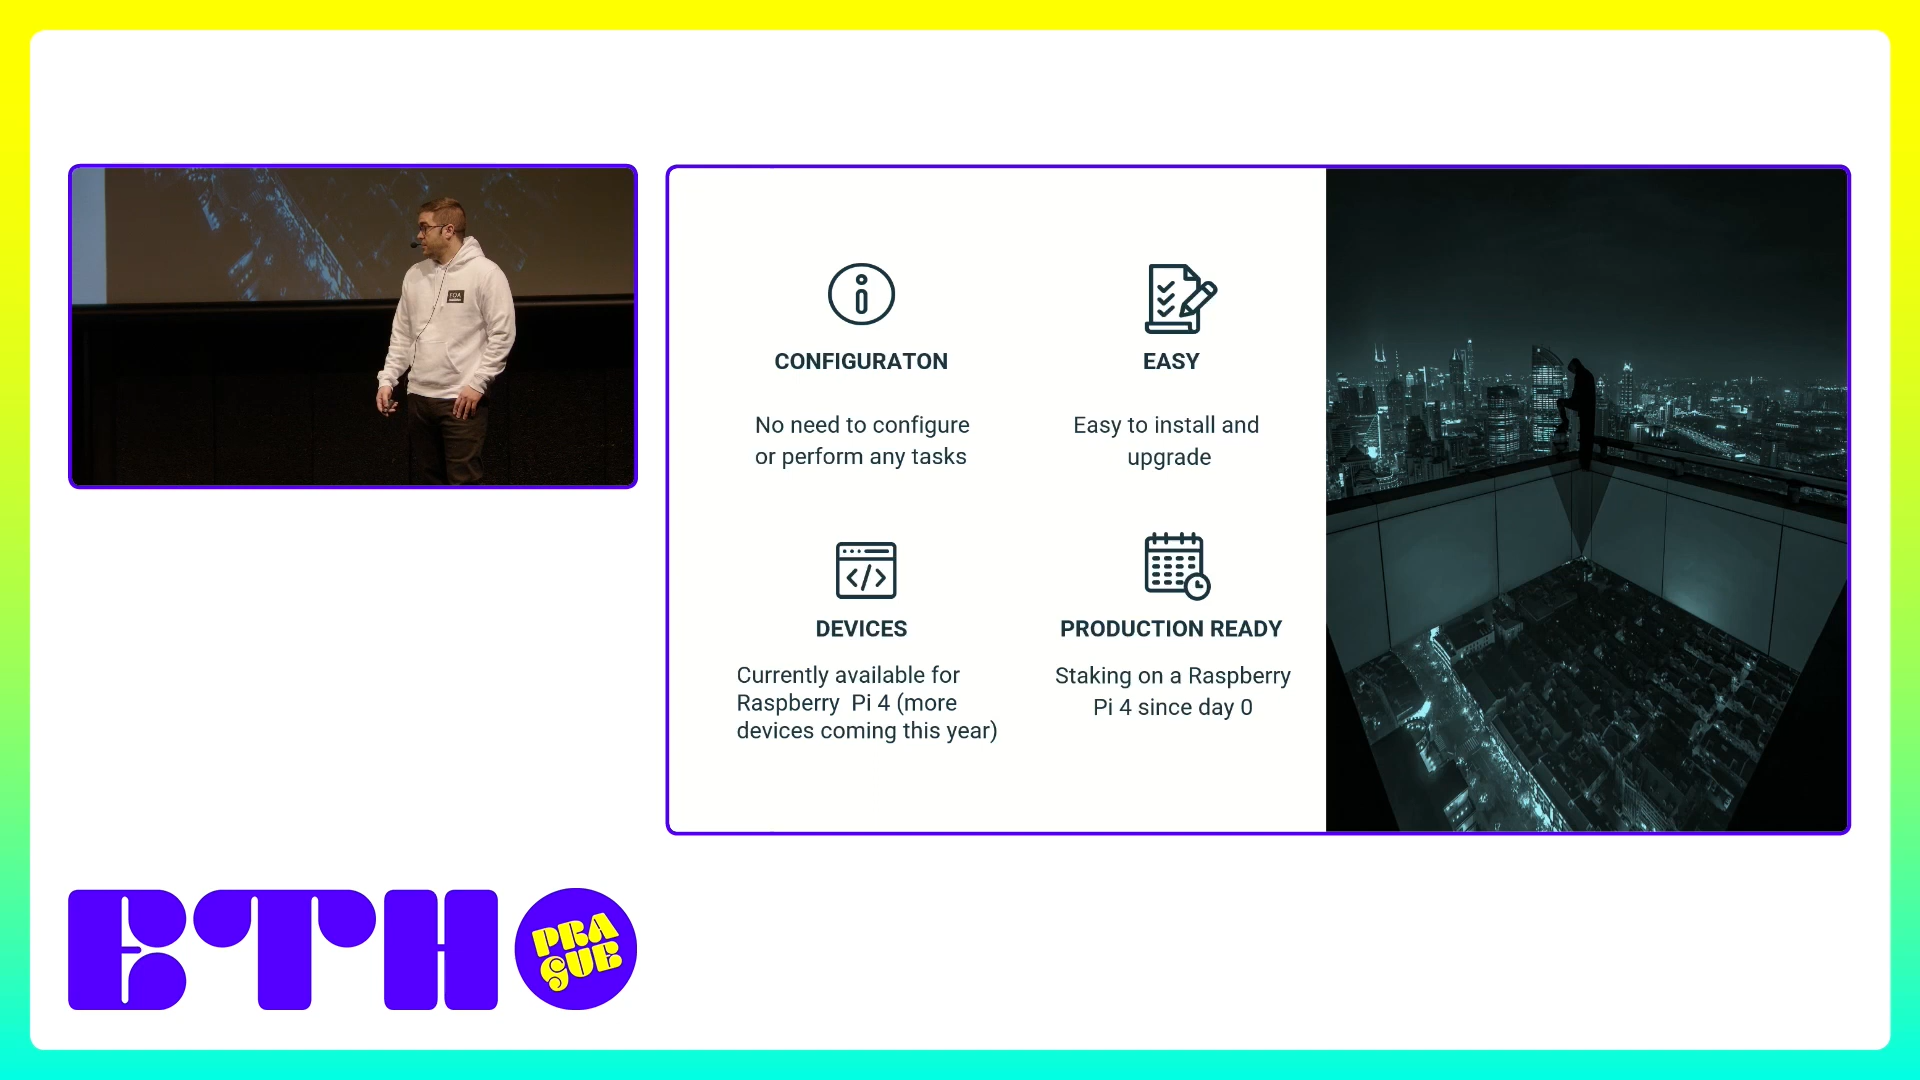 CONFIGURATON
No need to configure
or perform any tasks
EASY
Easy to install and
upgrade
DEVICES
Currently available for
Raspberry Pi 4 (more
devices coming this year)
PRODUCTION READY
Staking on a Raspberry
Pi 4 since day 0
ETH
PRA
GUE